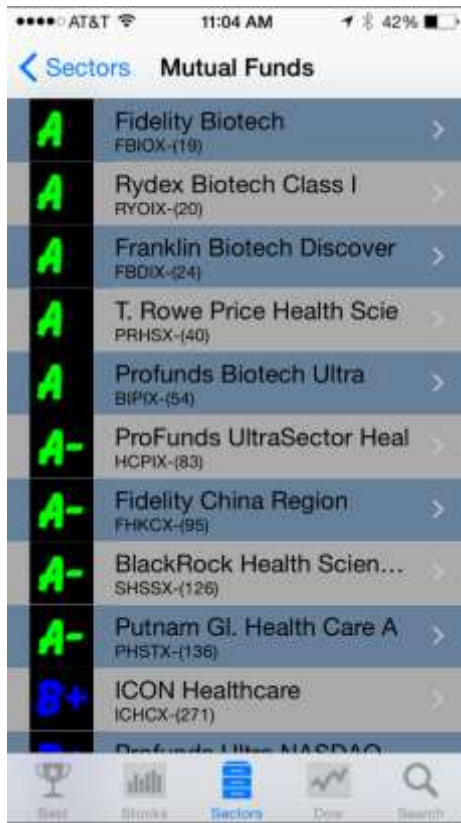 AT&T 11:04 AM 42%
Sectors Mutual Funds
A
Fidelity Biotech
FBIOX-(19)
A
Rydex Biotech Class I
RYOIX-(20)
A
Franklin Biotech Discover
FBDIX-(24)
A
T. Rowe Price Health Scie
PRHSX-(40)
A
Profunds Biotech Ultra
BIPIX-(54)
A-
ProFunds UltraSector Heal
HCPIX-(83)
A-
Fidelity China Region
FHKCX-(95)
A-
BlackRock Health Scien...
SHSSX-(126)
A-
Putnam Gl. Health Care A
PHSTX-(136)
B+
ICON Healthcare
ICHCX-(271)
B+
Profunds Ultra NASDAQ
Best Stocks Sectors Dow Search